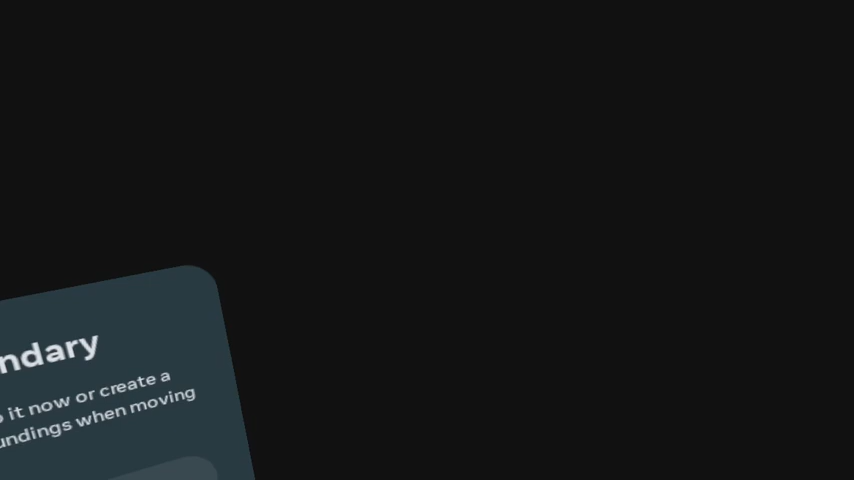 ndary
it now or create a
undings when moving